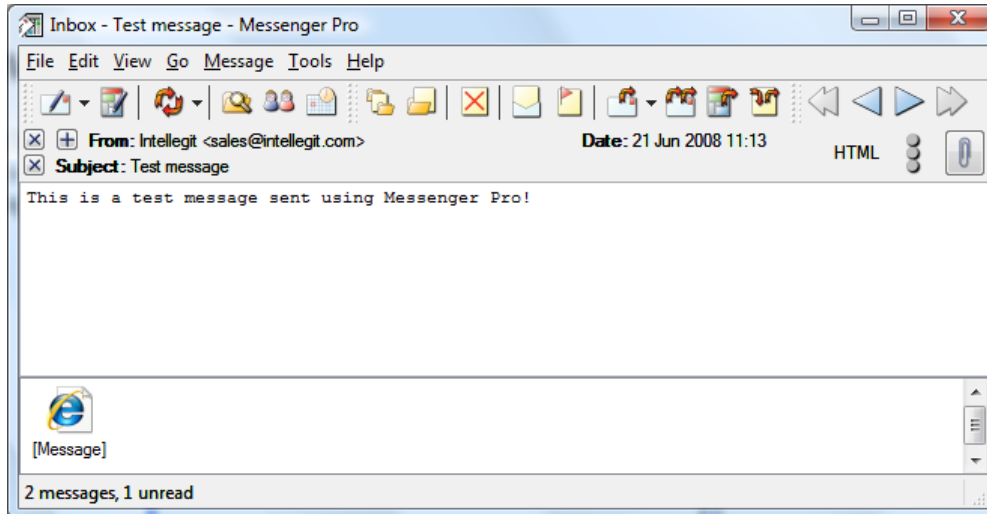 Inbox - Test message - Messenger Pro
File Edit View Go Message Tools Help
From: Intellegit <sales@intellegit.com> Date: 21 Jun 2008 11:13
HTML
Subject: Test message
This is a test message sent using Messenger Pro!
[Message]
2 messages, 1 unread